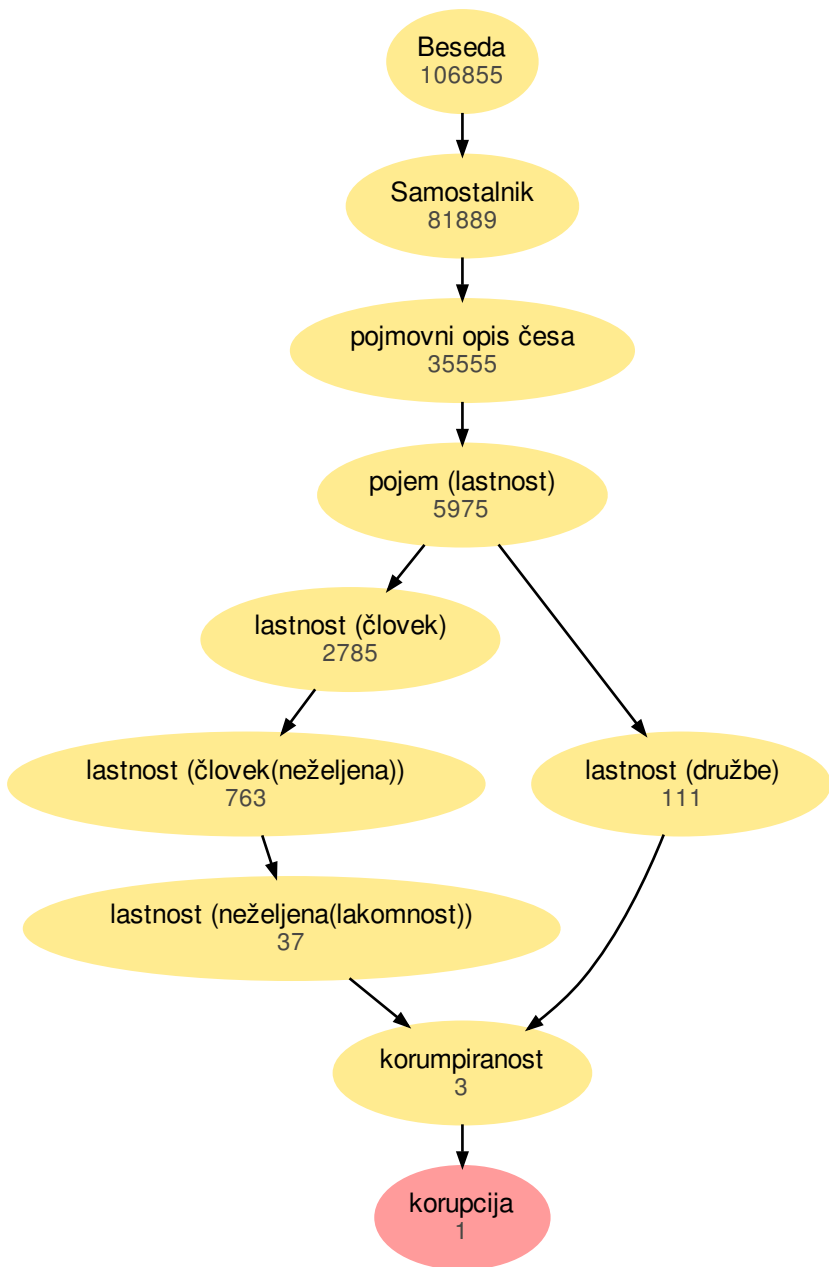 Beseda
106855
Samostalnik
81889
pojmovni opis česa
35555
pojem (lastnost)
5975
lastnost (človek)
2785
lastnost (človek(neželjena))
763
lastnost (družbe)
111
lastnost (neželjena(lakomnost))
37
korumpiranost
3
korupcija
1